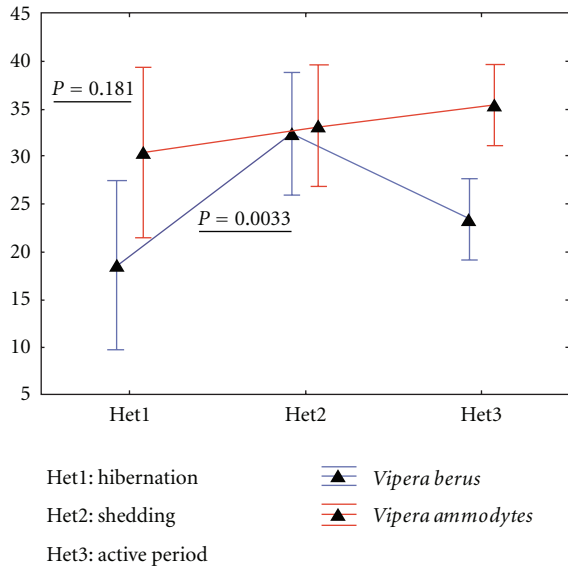 45
40
P = 0.181
35
30
25
P = 0.0033
20
15
10
5
Het1 Het2 Het3
Het1: hibernation Vipera berus
Het2: shedding Vipera ammodytes
Het3: active period